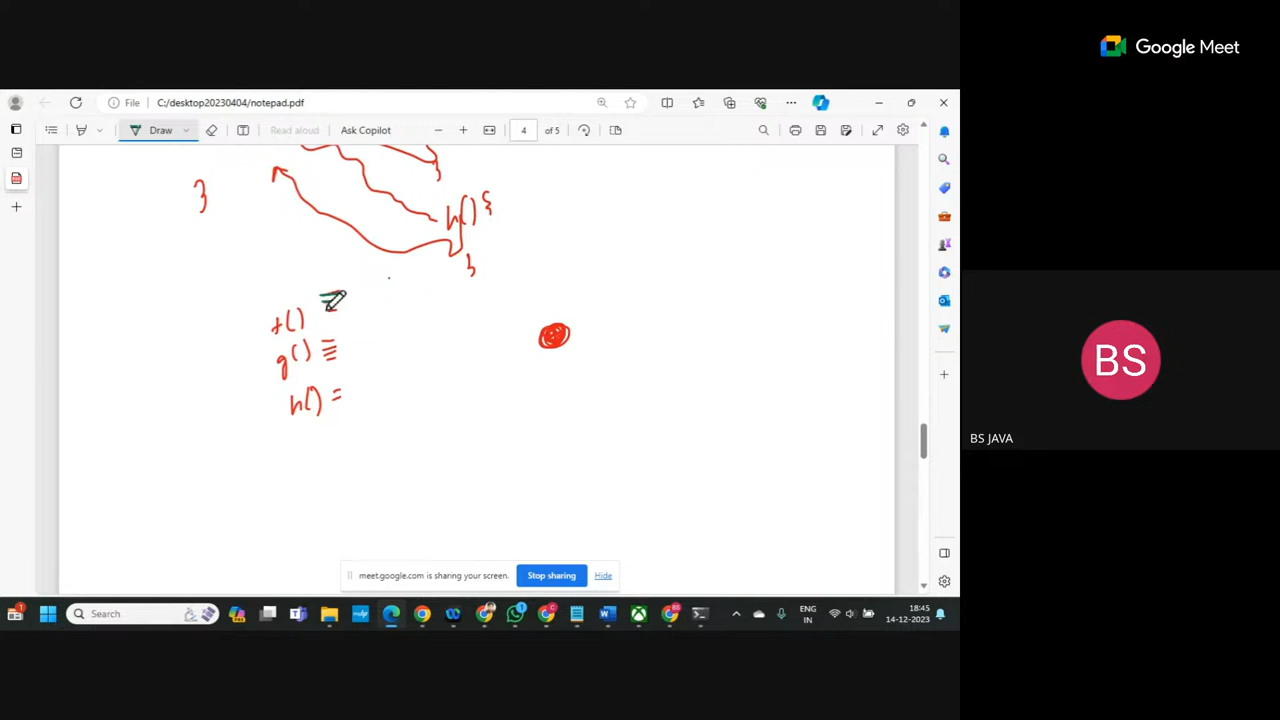 Google Meet
File C:/desktop20230404/notepad.pdf
Draw Read aloud Ask Copilot 4 of 5
}
}
h() {
}
f()
g() ≡
h() =
BS
BS JAVA
meet.google.com is sharing your screen. Stop sharing Hide
Search
ENG
IN
18:45
14-12-2023